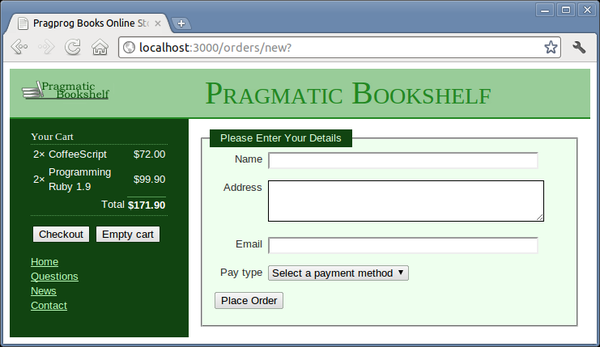 Pragprog Books Online Sta
localhost:3000/orders/new?
Pragmatic
Bookshelf
PRAGMATIC BOOKSHELF
Your Cart
2× CoffeeScript $72.00
2× Programming Ruby 1.9 $99.90
Total $171.90
Checkout Empty cart
Home
Questions
News
Contact
Please Enter Your Details
Name
Address
Email
Pay type Select a payment method
Place Order